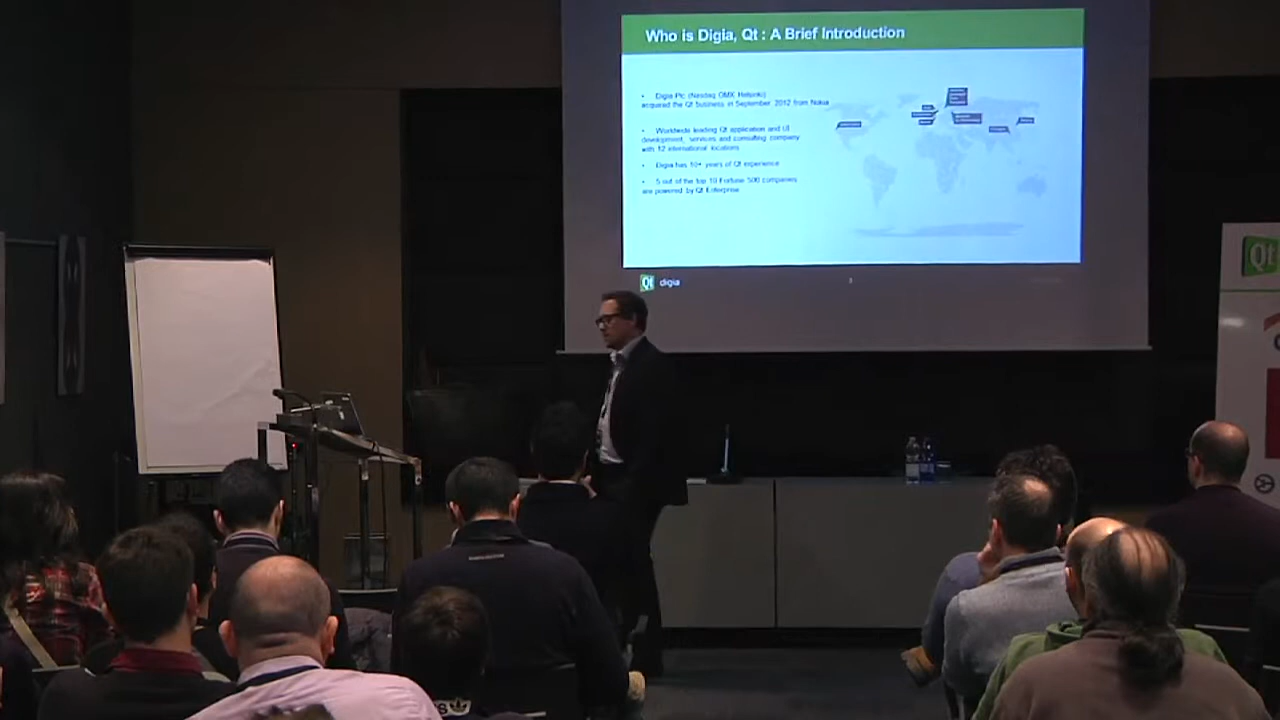 Who is Digia, Qt : A Brief Introduction
• Digia Plc (Nasdaq OMX Helsinki)
acquired the Qt business in September 2012 from Nokia
• Worldwide leading Qt application and UI
development, services and consulting company
with 12 international locations
• Digia has 10+ years of Qt experience
• 5 out of the top 10 Fortune 500 companies
are powered by Qt Enterprise
Qt digia
Qt